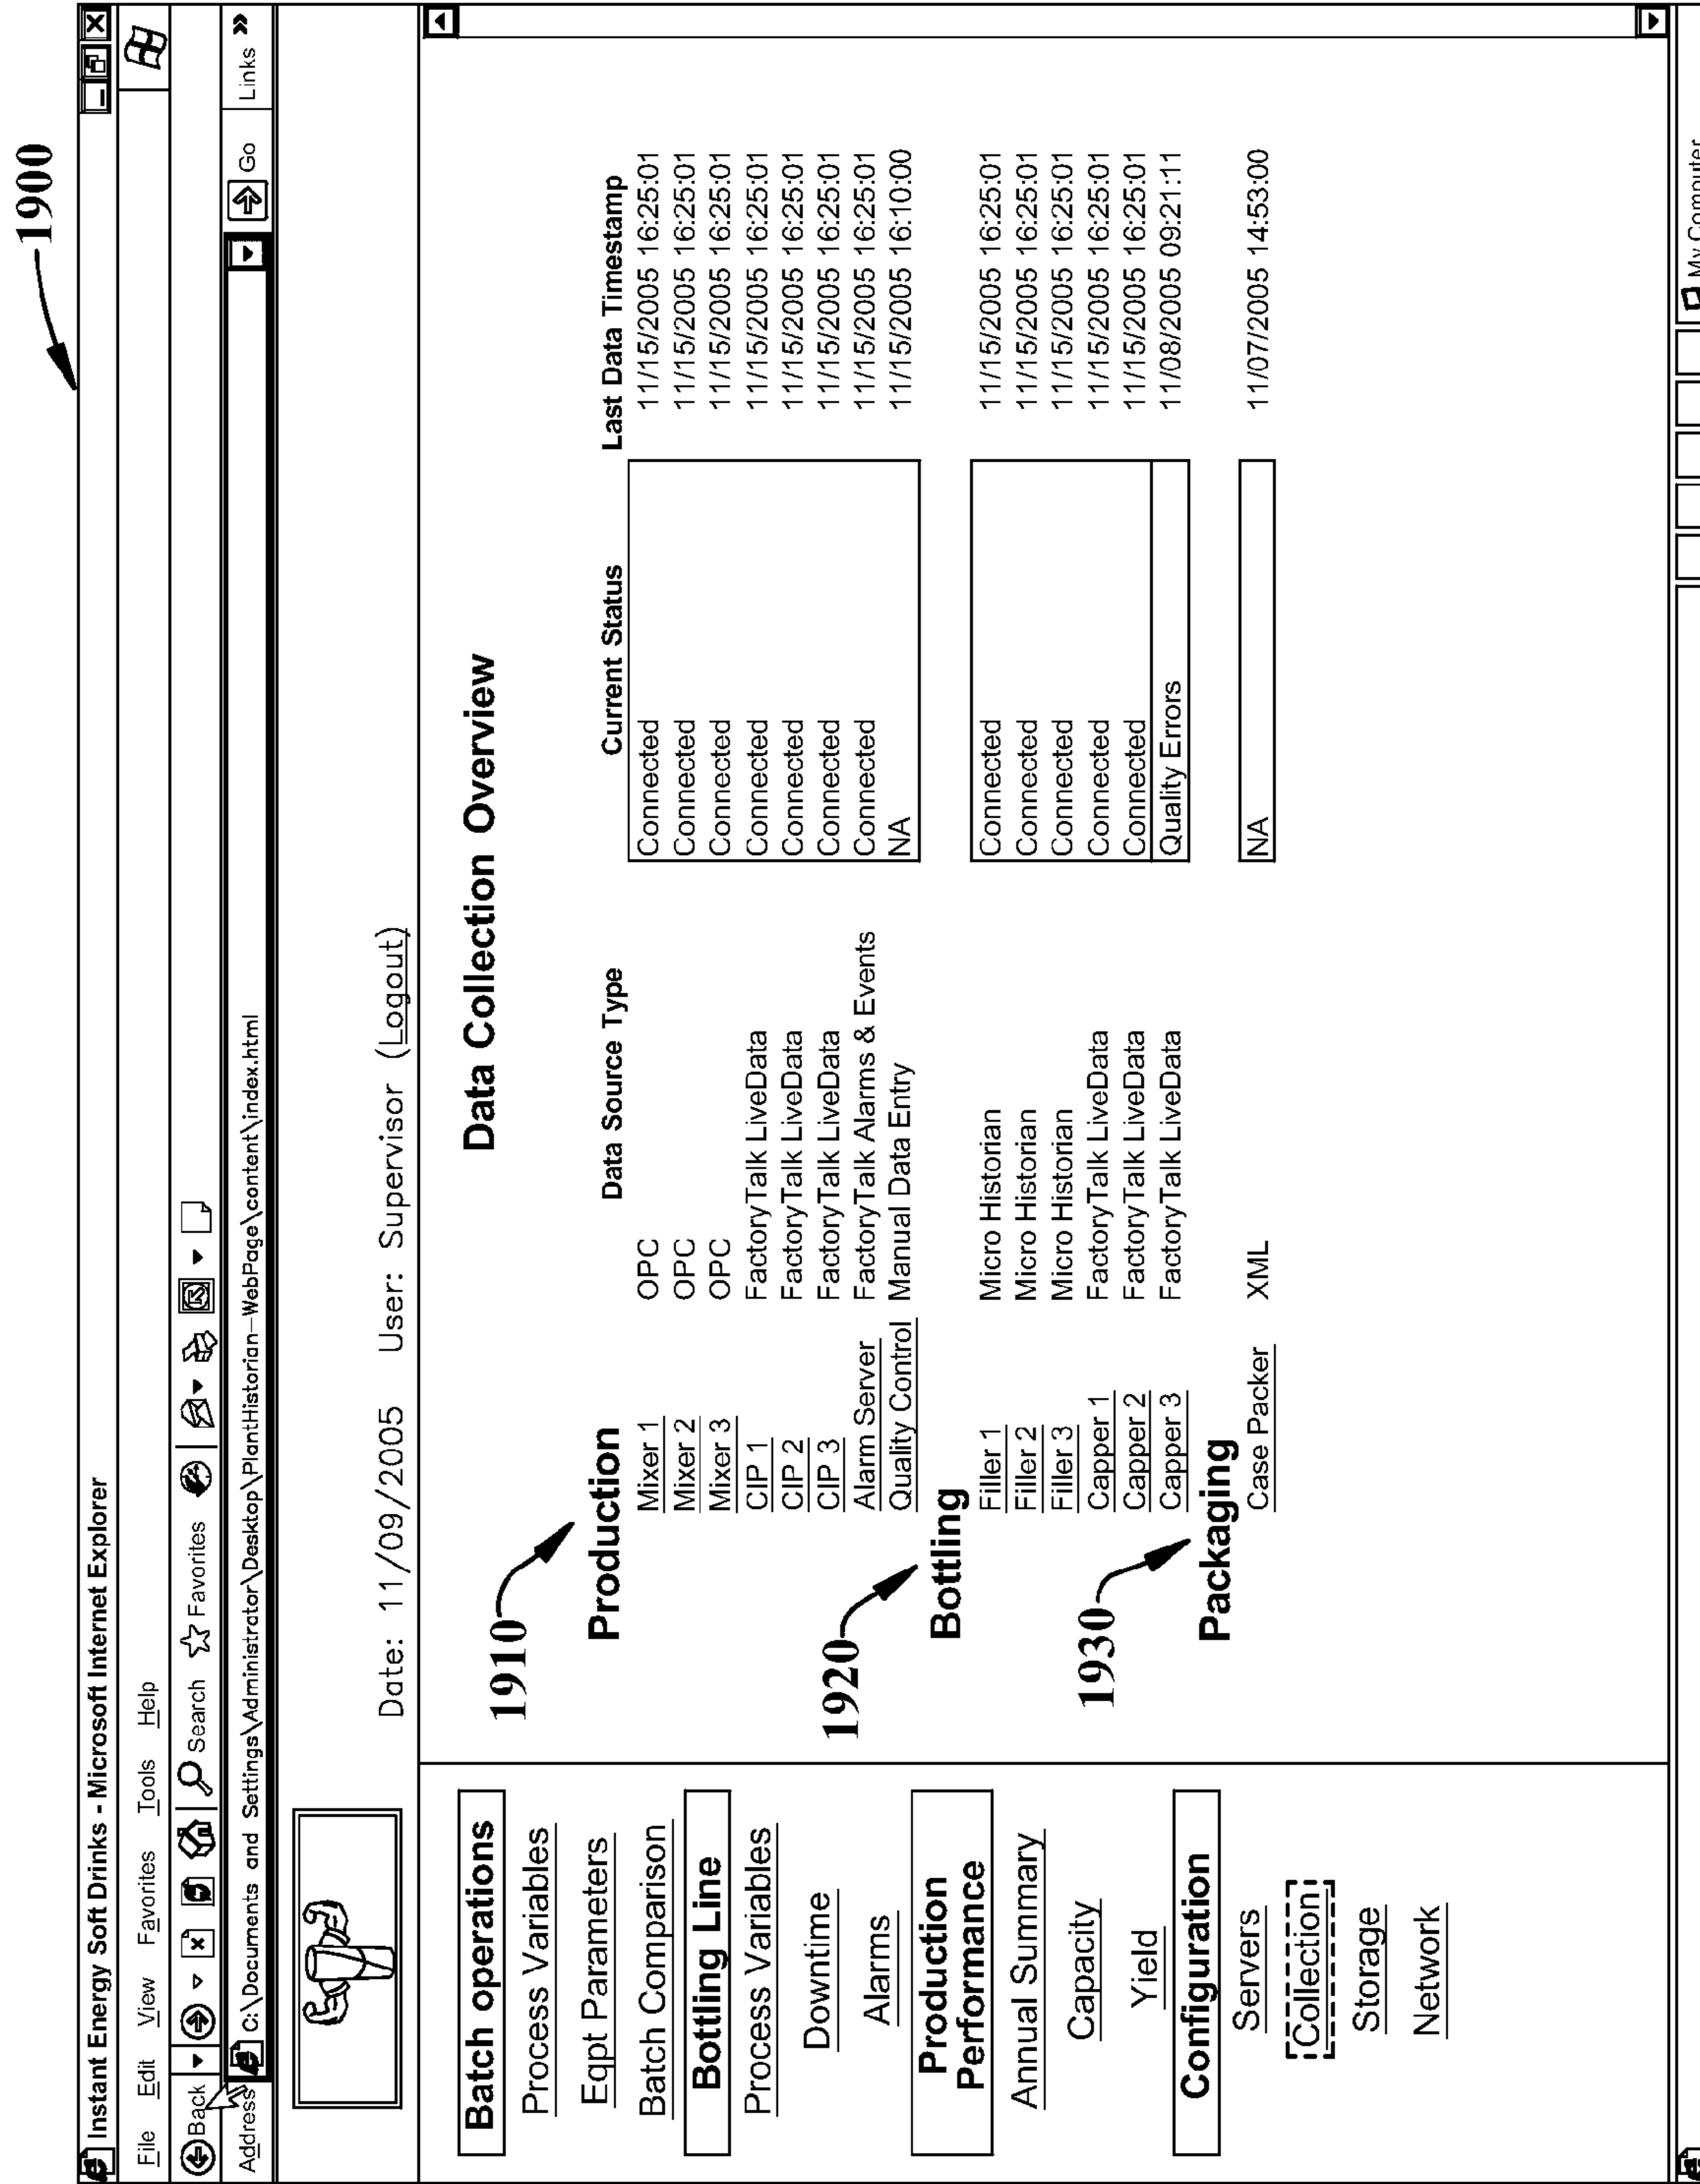 1900
Instant Energy Soft Drinks - Microsoft Internet Explorer
File Edit View Favorites Tools Help
Back Search Favorites
Address C:\Documents and Settings\Administrator\Desktop\PlantHistorian-WebPage\content\index.html Go Links »
Date: 11/09/2005 User: Supervisor (Logout)
Batch operations
Process Variables
Eqpt Parameters
Batch Comparison
Bottling Line
Process Variables
Downtime
Alarms
Production
Performance
Annual Summary
Capacity
Yield
Configuration
Servers
Collection
Storage
Network
Data Collection Overview
1910
Data Source Type Current Status Last Data Timestamp
Production
Mixer 1 OPC Connected 11/15/2005 16:25:01
Mixer 2 OPC Connected 11/15/2005 16:25:01
Mixer 3 OPC Connected 11/15/2005 16:25:01
CIP 1 FactoryTalk LiveData Connected 11/15/2005 16:25:01
CIP 2 FactoryTalk LiveData Connected 11/15/2005 16:25:01
CIP 3 FactoryTalk LiveData Connected 11/15/2005 16:25:01
Alarm Server FactoryTalk Alarms & Events Connected 11/15/2005 16:25:01
Quality Control Manual Data Entry NA 11/15/2005 16:10:00
1920
Bottling
Filler 1 Micro Historian Connected 11/15/2005 16:25:01
Filler 2 Micro Historian Connected 11/15/2005 16:25:01
Filler 3 Micro Historian Connected 11/15/2005 16:25:01
Capper 1 FactoryTalk LiveData Connected 11/15/2005 16:25:01
Capper 2 FactoryTalk LiveData Connected 11/15/2005 16:25:01
Capper 3 FactoryTalk LiveData Quality Errors 11/08/2005 09:21:11
1930
Packaging
Case Packer XML NA 11/07/2005 14:53:00
My Computer